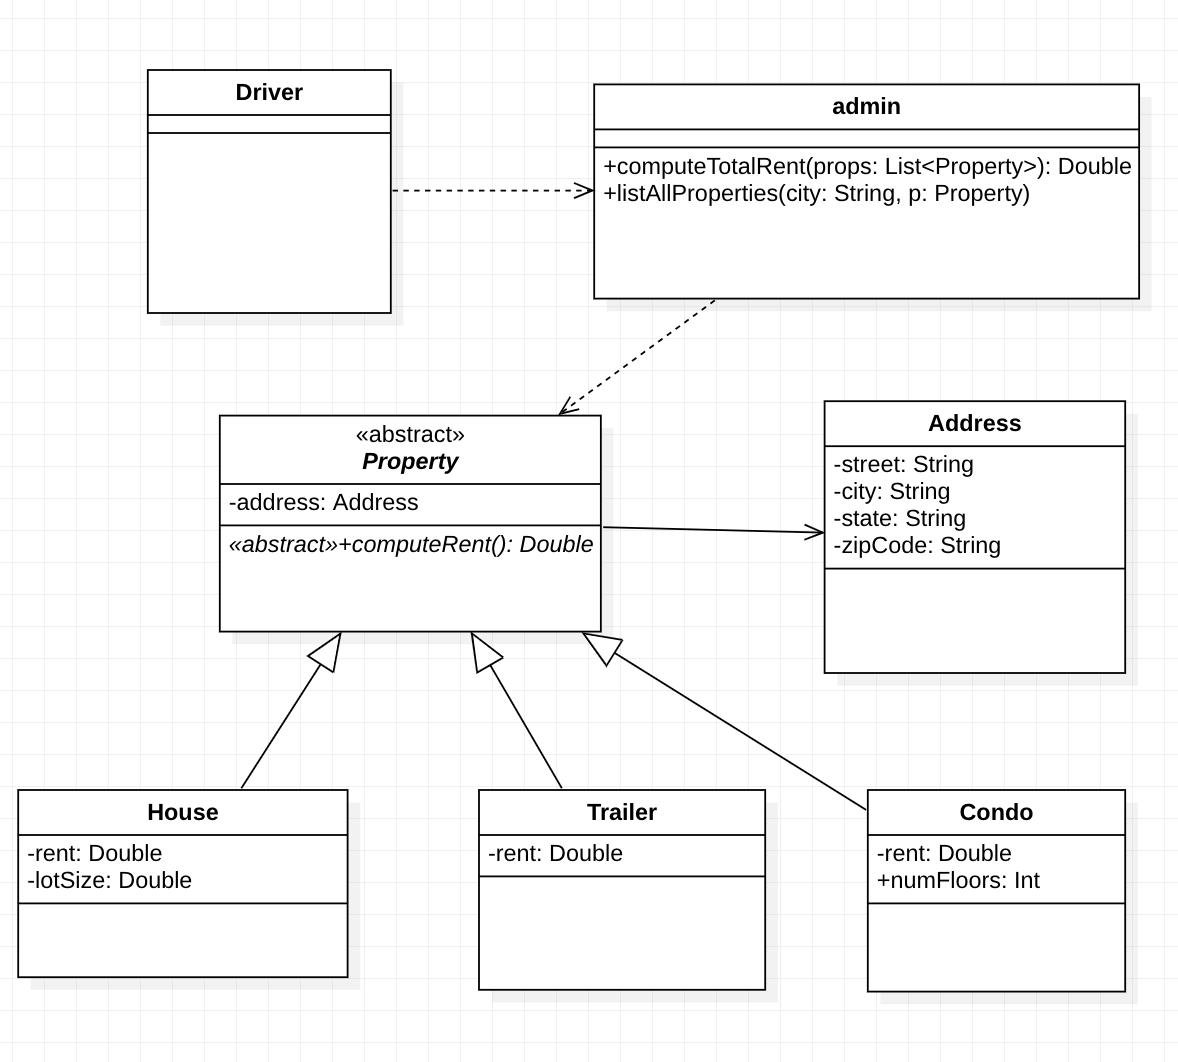 Driver
admin
+computeTotalRent(props: List<Property>): Double
+listAllProperties(city: String, p: Property)
«abstract»
Property
-address: Address
«abstract»+computeRent(): Double
Address
-street: String
-city: String
-state: String
-zipCode: String
House
-rent: Double
-lotSize: Double
Trailer
-rent: Double
Condo
-rent: Double
+numFloors: Int